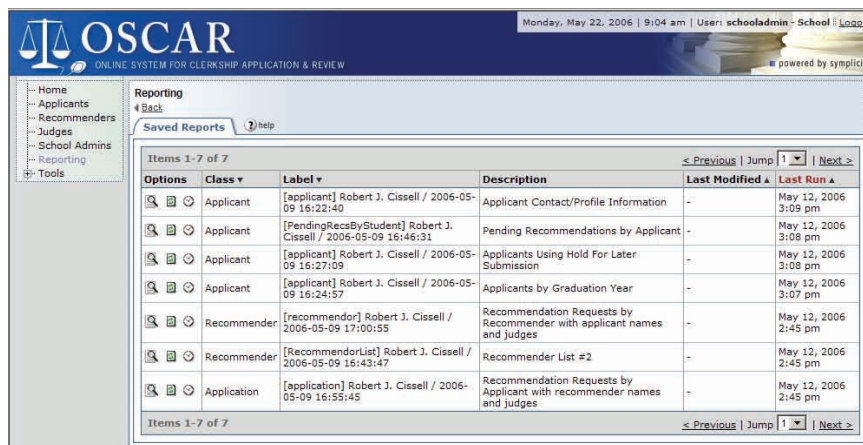 Monday, May 22, 2006 | 9:04 am | User: schooladmin - School | Logo
OSCAR
ONLINE SYSTEM FOR CLERKSHIP APPLICATION & REVIEW
powered by symplici
Home
Applicants
Recommenders
Judges
School Admins
Reporting
Tools
Reporting
Back
Saved Reports ? help
Items 1-7 of 7 < Previous | Jump 1 | Next >
Options Class Label Description Last Modified Last Run
Applicant [applicant] Robert J. Cissell / 2006-05- Applicant Contact/Profile Information - May 12, 2006
09 16:22:40 3:09 pm
Applicant [PendingRecsByStudent] Robert J. Pending Recommendations by Applicant - May 12, 2006
Cissell / 2006-05-09 16:46:31 3:08 pm
Applicant [applicant] Robert J. Cissell / 2006-05- Applicants Using Hold For Later - May 12, 2006
09 16:27:09 Submission 3:08 pm
Applicant [applicant] Robert J. Cissell / 2006-05- Applicants by Graduation Year - May 12, 2006
09 16:24:57 3:07 pm
Recommender [recommendor] Robert J. Cissell / Recommendation Requests by - May 12, 2006
2006-05-09 17:00:55 Recommender with applicant names 2:45 pm
and judges
Recommender [RecommendorList] Robert J. Cissell / Recommender List #2 - May 12, 2006
2006-05-09 16:43:47 2:45 pm
Application [application] Robert J. Cissell / 2006- Recommendation Requests by - May 12, 2006
05-09 16:55:45 Applicant with recommender names 2:45 pm
and judges
Items 1-7 of 7 < Previous | Jump 1 | Next >